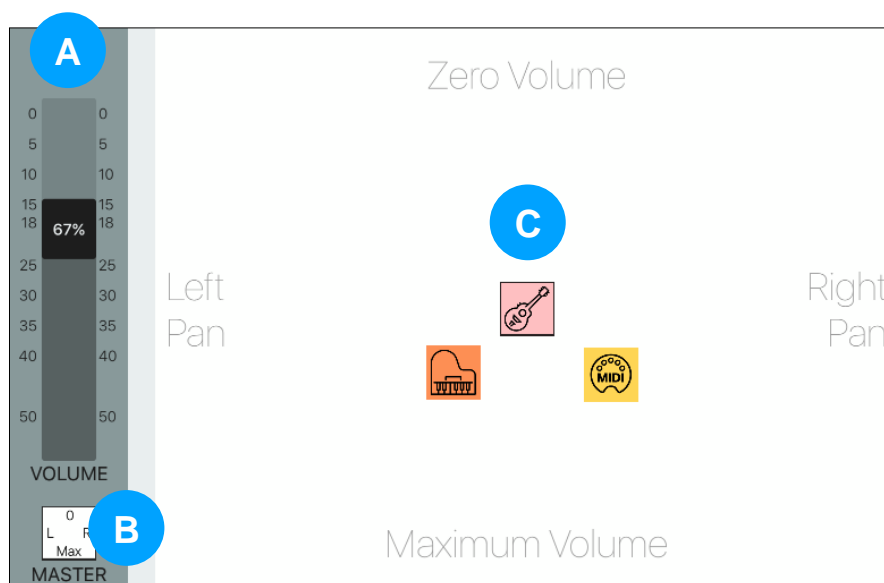 A
Zero Volume
0 0
5 5
10 10
15 15
18 18
67%
C
25 25
30 30
35 35
40 40
50 50
Left
Pan
Right
Pan
MIDI
VOLUME
0
L R
Max
B
MASTER
Maximum Volume